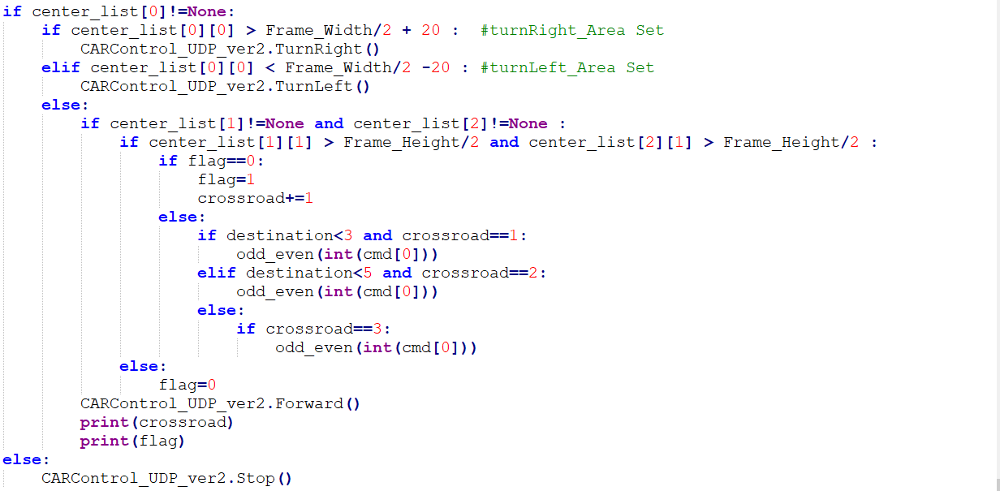 if center_list[0]!=None:
    if center_list[0][0] > Frame_Width/2 + 20 :  #turnRight_Area Set
        CARControl_UDP_ver2.TurnRight()
    elif center_list[0][0] < Frame_Width/2 -20 : #turnLeft_Area Set
        CARControl_UDP_ver2.TurnLeft()
    else:
        if center_list[1]!=None and center_list[2]!=None :
            if center_list[1][1] > Frame_Height/2 and center_list[2][1] > Frame_Height/2 :
                if flag==0:
                    flag=1
                    crossroad+=1
                else:
                    if destination<3 and crossroad==1:
                        odd_even(int(cmd[0]))
                    elif destination<5 and crossroad==2:
                        odd_even(int(cmd[0]))
                    else:
                        if crossroad==3:
                            odd_even(int(cmd[0]))
            else:
                flag=0
        CARControl_UDP_ver2.Forward()
        print(crossroad)
        print(flag)
else:
    CARControl_UDP_ver2.Stop()